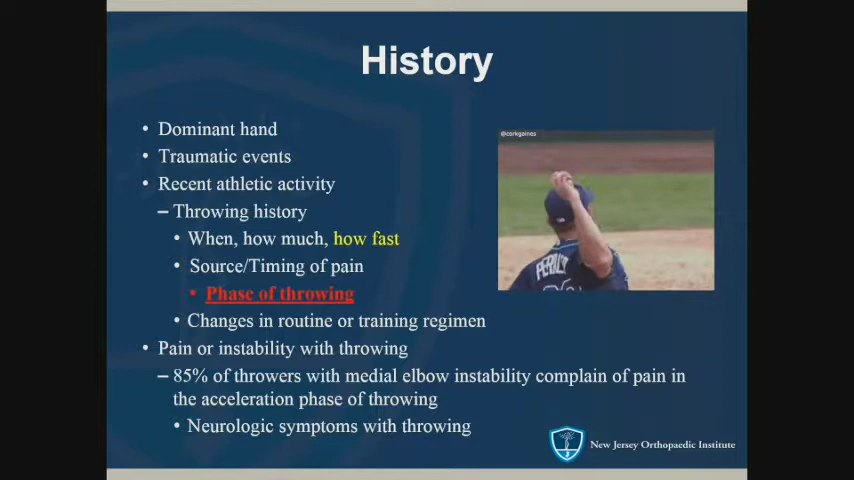 History
• Dominant hand
• Traumatic events
• Recent athletic activity
– Throwing history
• When, how much, how fast
• Source/Timing of pain
• Phase of throwing
• Changes in routine or training regimen
• Pain or instability with throwing
– 85% of throwers with medial elbow instability complain of pain in
the acceleration phase of throwing
• Neurologic symptoms with throwing
@corkgaines
PERALTA
New Jersey Orthopaedic Institute